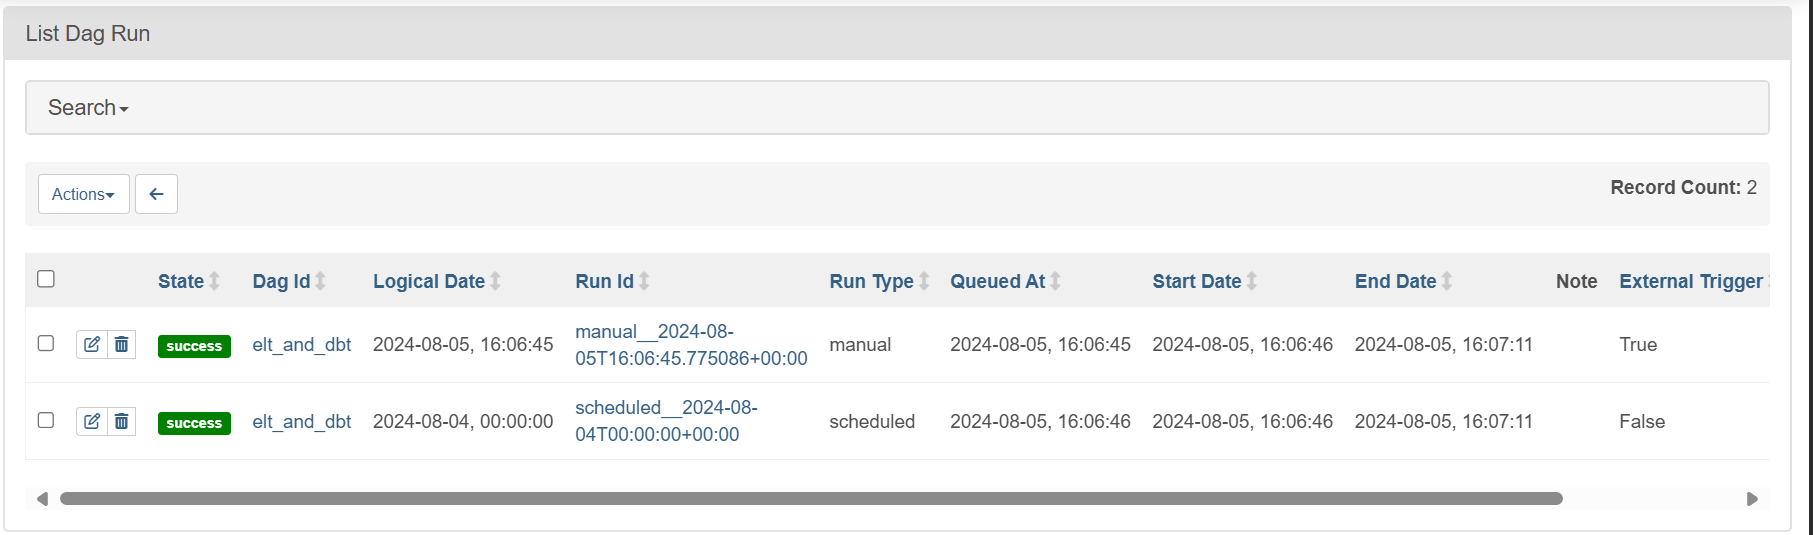 List Dag Run
Search
Actions
Record Count: 2
State Dag Id Logical Date Run Id Run Type Queued At Start Date End Date Note External Trigger
success elt_and_dbt 2024-08-05, 16:06:45 manual__2024-08-
05T16:06:45.775086+00:00 manual 2024-08-05, 16:06:45 2024-08-05, 16:06:46 2024-08-05, 16:07:11 True
success elt_and_dbt 2024-08-04, 00:00:00 scheduled__2024-08-
04T00:00:00+00:00 scheduled 2024-08-05, 16:06:46 2024-08-05, 16:06:46 2024-08-05, 16:07:11 False